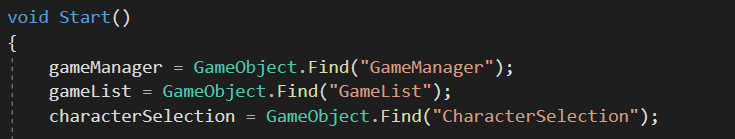 void Start()
{
gameManager = GameObject.Find("GameManager");
gameList = GameObject.Find("GameList");
characterSelection = GameObject.Find("CharacterSelection");